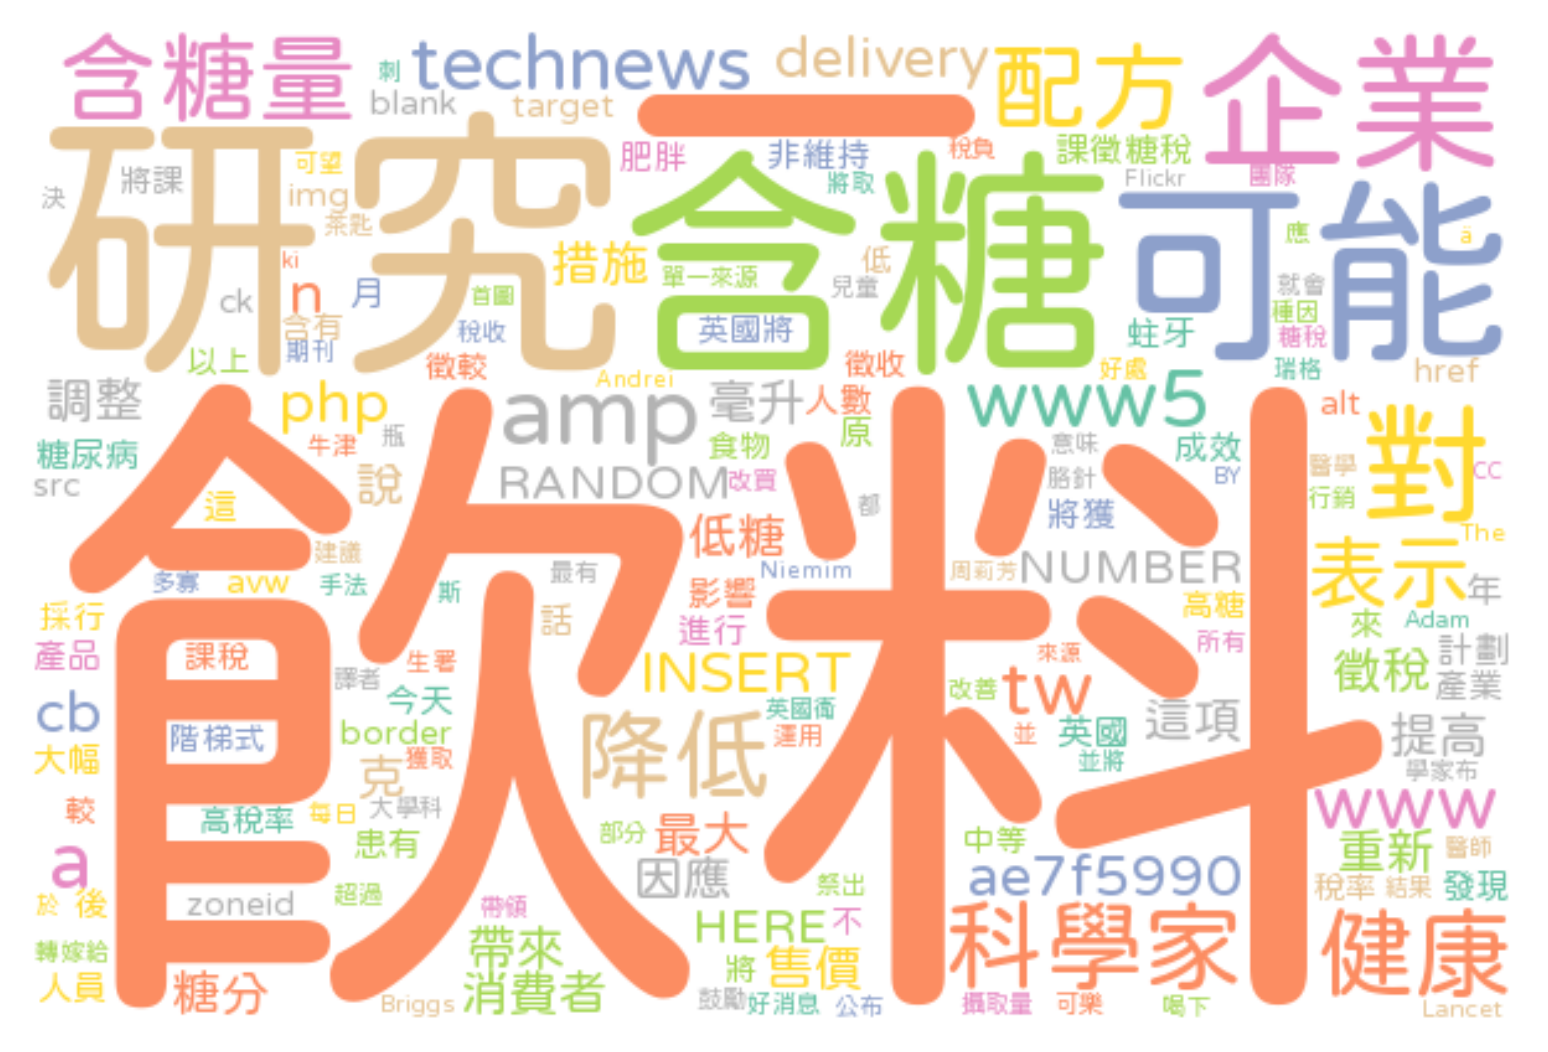 含糖量
刺
technews
delivery
配方
企業
blank
target
一
研究
可望
將課
決
img
茶匙
肥胖
非維持
將取
稅負
課徵糖稅
Flickr
團隊
含糖
可能
應
ä
ki
ck
n
月
首圖
措施
單一來源
低
兒童
就會
種因
含有
期刊
稅收
英國將
蛀牙
糖稅
以上
徵較
Andrei
徵收
好處
瑞格
href
調整
php
牛津
瓶
amp
毫升
人數
www5
alt
對
糖尿病
src
說
食物
原
意味
成效
醫學
CC
這
RANDOM
改買
都
胳針
BY
行銷
飲料
低糖
將獲
The
建議
多寡
avw
手法
斯
最有
Niemim
周莉芳
NUMBER
表示
年
採行
話
影響
高糖
來
Adam
產品
課稅
生署
進行
來源
所有
計劃
譯者
今天
INSERT
改善
tw
徵稅
產業
cb
階梯式
border
降低
英國衛
運用
並
英國
這項
提高
大幅
克
獲取
並將
學家布
較
高稅率
每日
大學科
www
a
患有
部分
最大
中等
重新
醫師
因應
祭出
ae7f5990
稅率
結果
發現
於
後
zoneid
超過
帶領
HERE
不
科學家
健康
轉嫁給
帶來
將
售價
人員
糖分
Briggs
消費者
鼓勵
好消息
公布
攝取量
可樂
喝下
Lancet